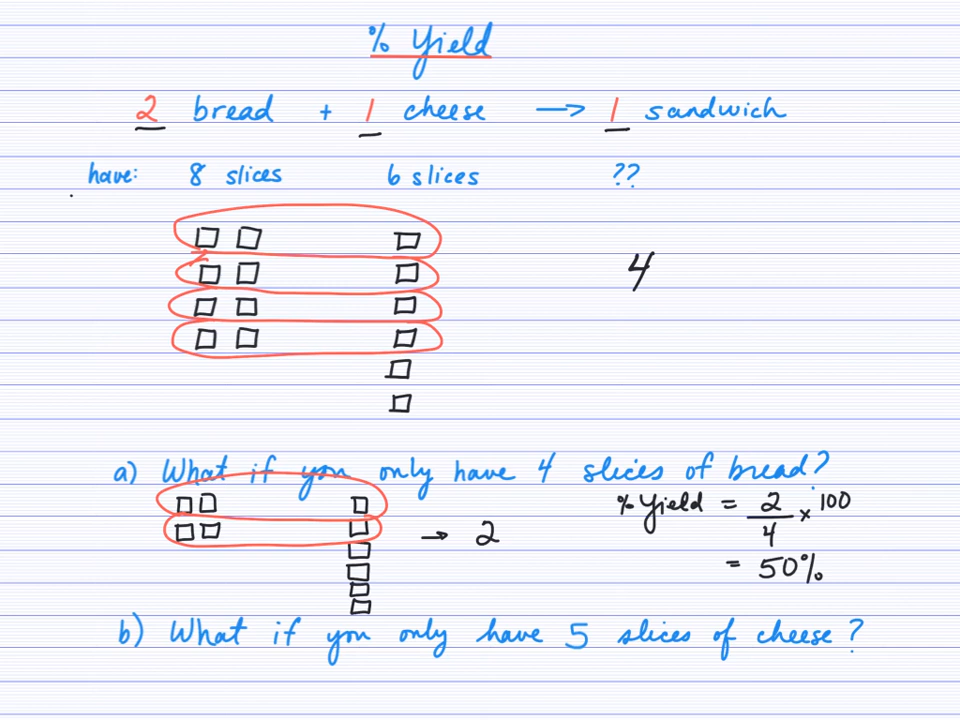 % Yield
2 bread + 1 cheese → 1 sandwich
have: 8 slices 6 slices ??
4
a) What if you only have 4 slices of bread?
→ 2
% Yield = 2/4 × 100
= 50%
b) What if you only have 5 slices of cheese?